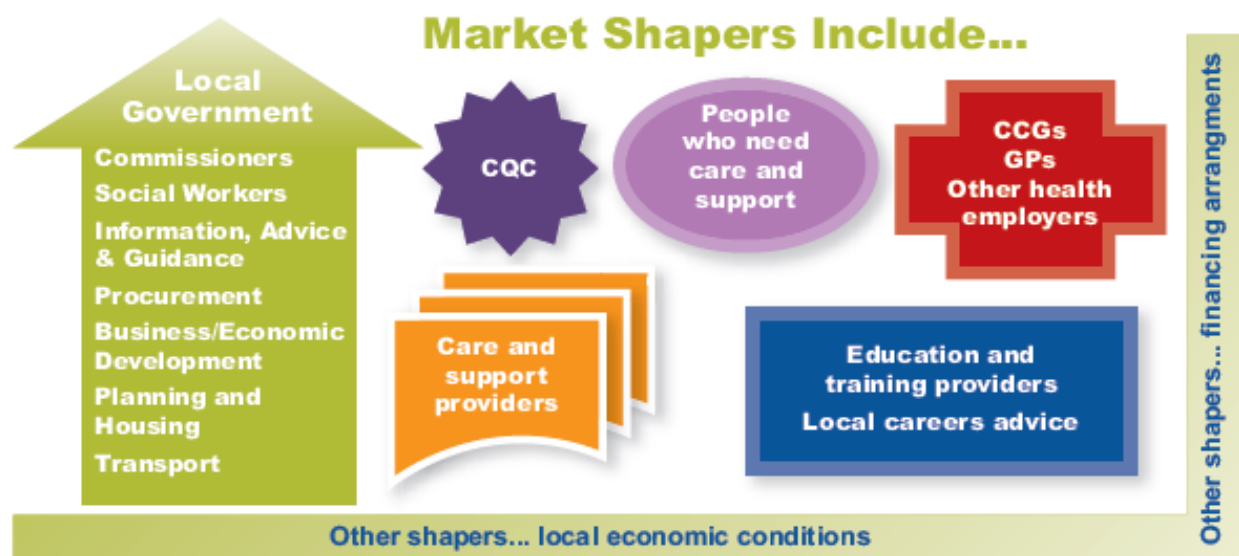 Market Shapers Include...
Local
Government
Commissioners
Social Workers
Information, Advice
& Guidance
Procurement
Business/Economic
Development
Planning and
Housing
Transport
CQC
People
who need
care and
support
CCGs
GPs
Other health
employers
Care and
support
providers
Education and
training providers
Local careers advice
Other shapers... local economic conditions
Other shapers... financing arrangments